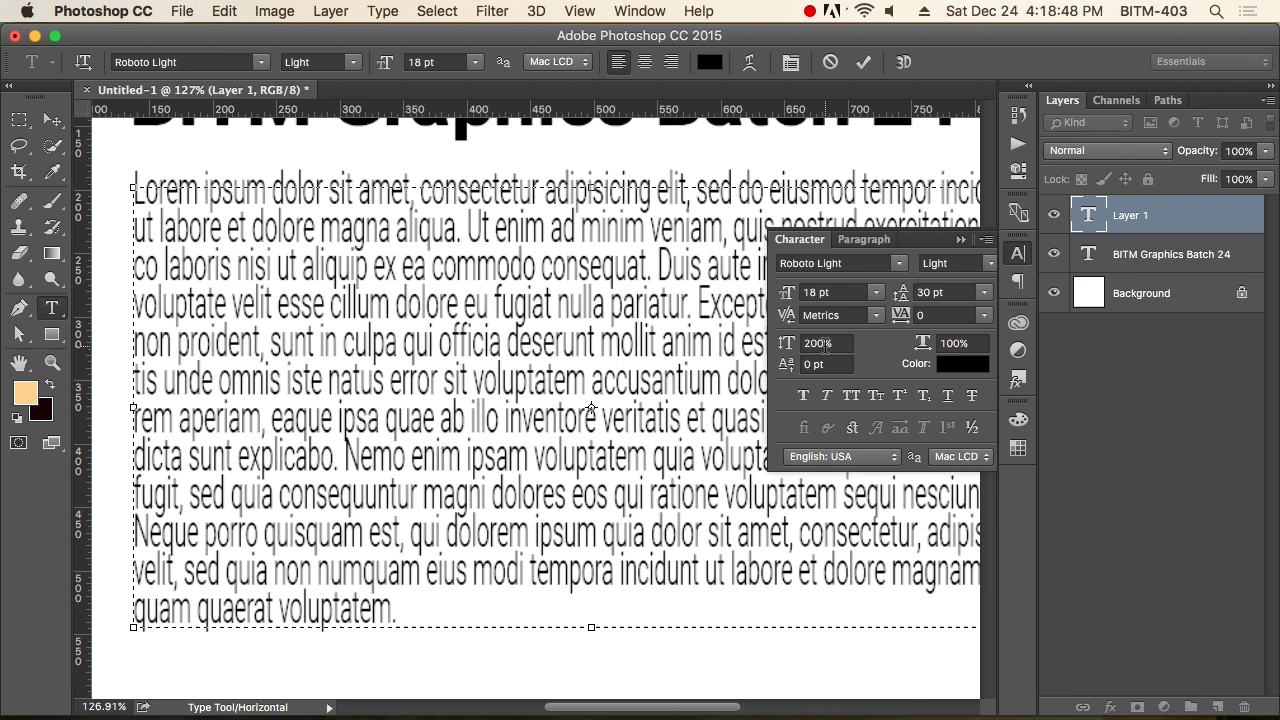 Photoshop CC File Edit Image Layer Type Select Filter 3D View Window Help Sat Dec 24 4:18:48 PM BITM-403
Adobe Photoshop CC 2015
Roboto Light Light 18 pt Mac LCD 3D Essentials
Untitled-1 @ 127% (Layer 1, RGB/8) *
Layers Channels Paths
Kind
Normal Opacity: 100%
Lock: Fill: 100%
Layer 1
BITM Graphics Batch 24
Background
BITM Graphics Batch 24
Lorem ipsum dolor sit amet, consectetur adipisicing elit, sed do eiusmod tempor incid
ut labore et dolore magna aliqua. Ut enim ad minim veniam, quis nostrud exercitation
co laboris nisi ut aliquip ex ea commodo consequat. Duis aute i
voluptate velit esse cillum dolore eu fugiat nulla pariatur. Except
non proident, sunt in culpa qui officia deserunt mollit anim id est
tis unde omnis iste natus error sit voluptatem accusantium dolo
rem aperiam, eaque ipsa quae ab illo inventore veritatis et quasi
dicta sunt explicabo. Nemo enim ipsam voluptatem quia volupta
fugit, sed quia consequuntur magni dolores eos qui ratione voluptatem sequi nesciun
Neque porro quisquam est, qui dolorem ipsum quia dolor sit amet, consectetur, adipis
velit, sed quia non numquam eius modi tempora incidunt ut labore et dolore magnam
quam quaerat voluptatem.
Character Paragraph
Roboto Light Light
18 pt 30 pt
Metrics 0
200% 100%
0 pt Color:
English: USA Mac LCD
126.91% Type Tool/Horizontal